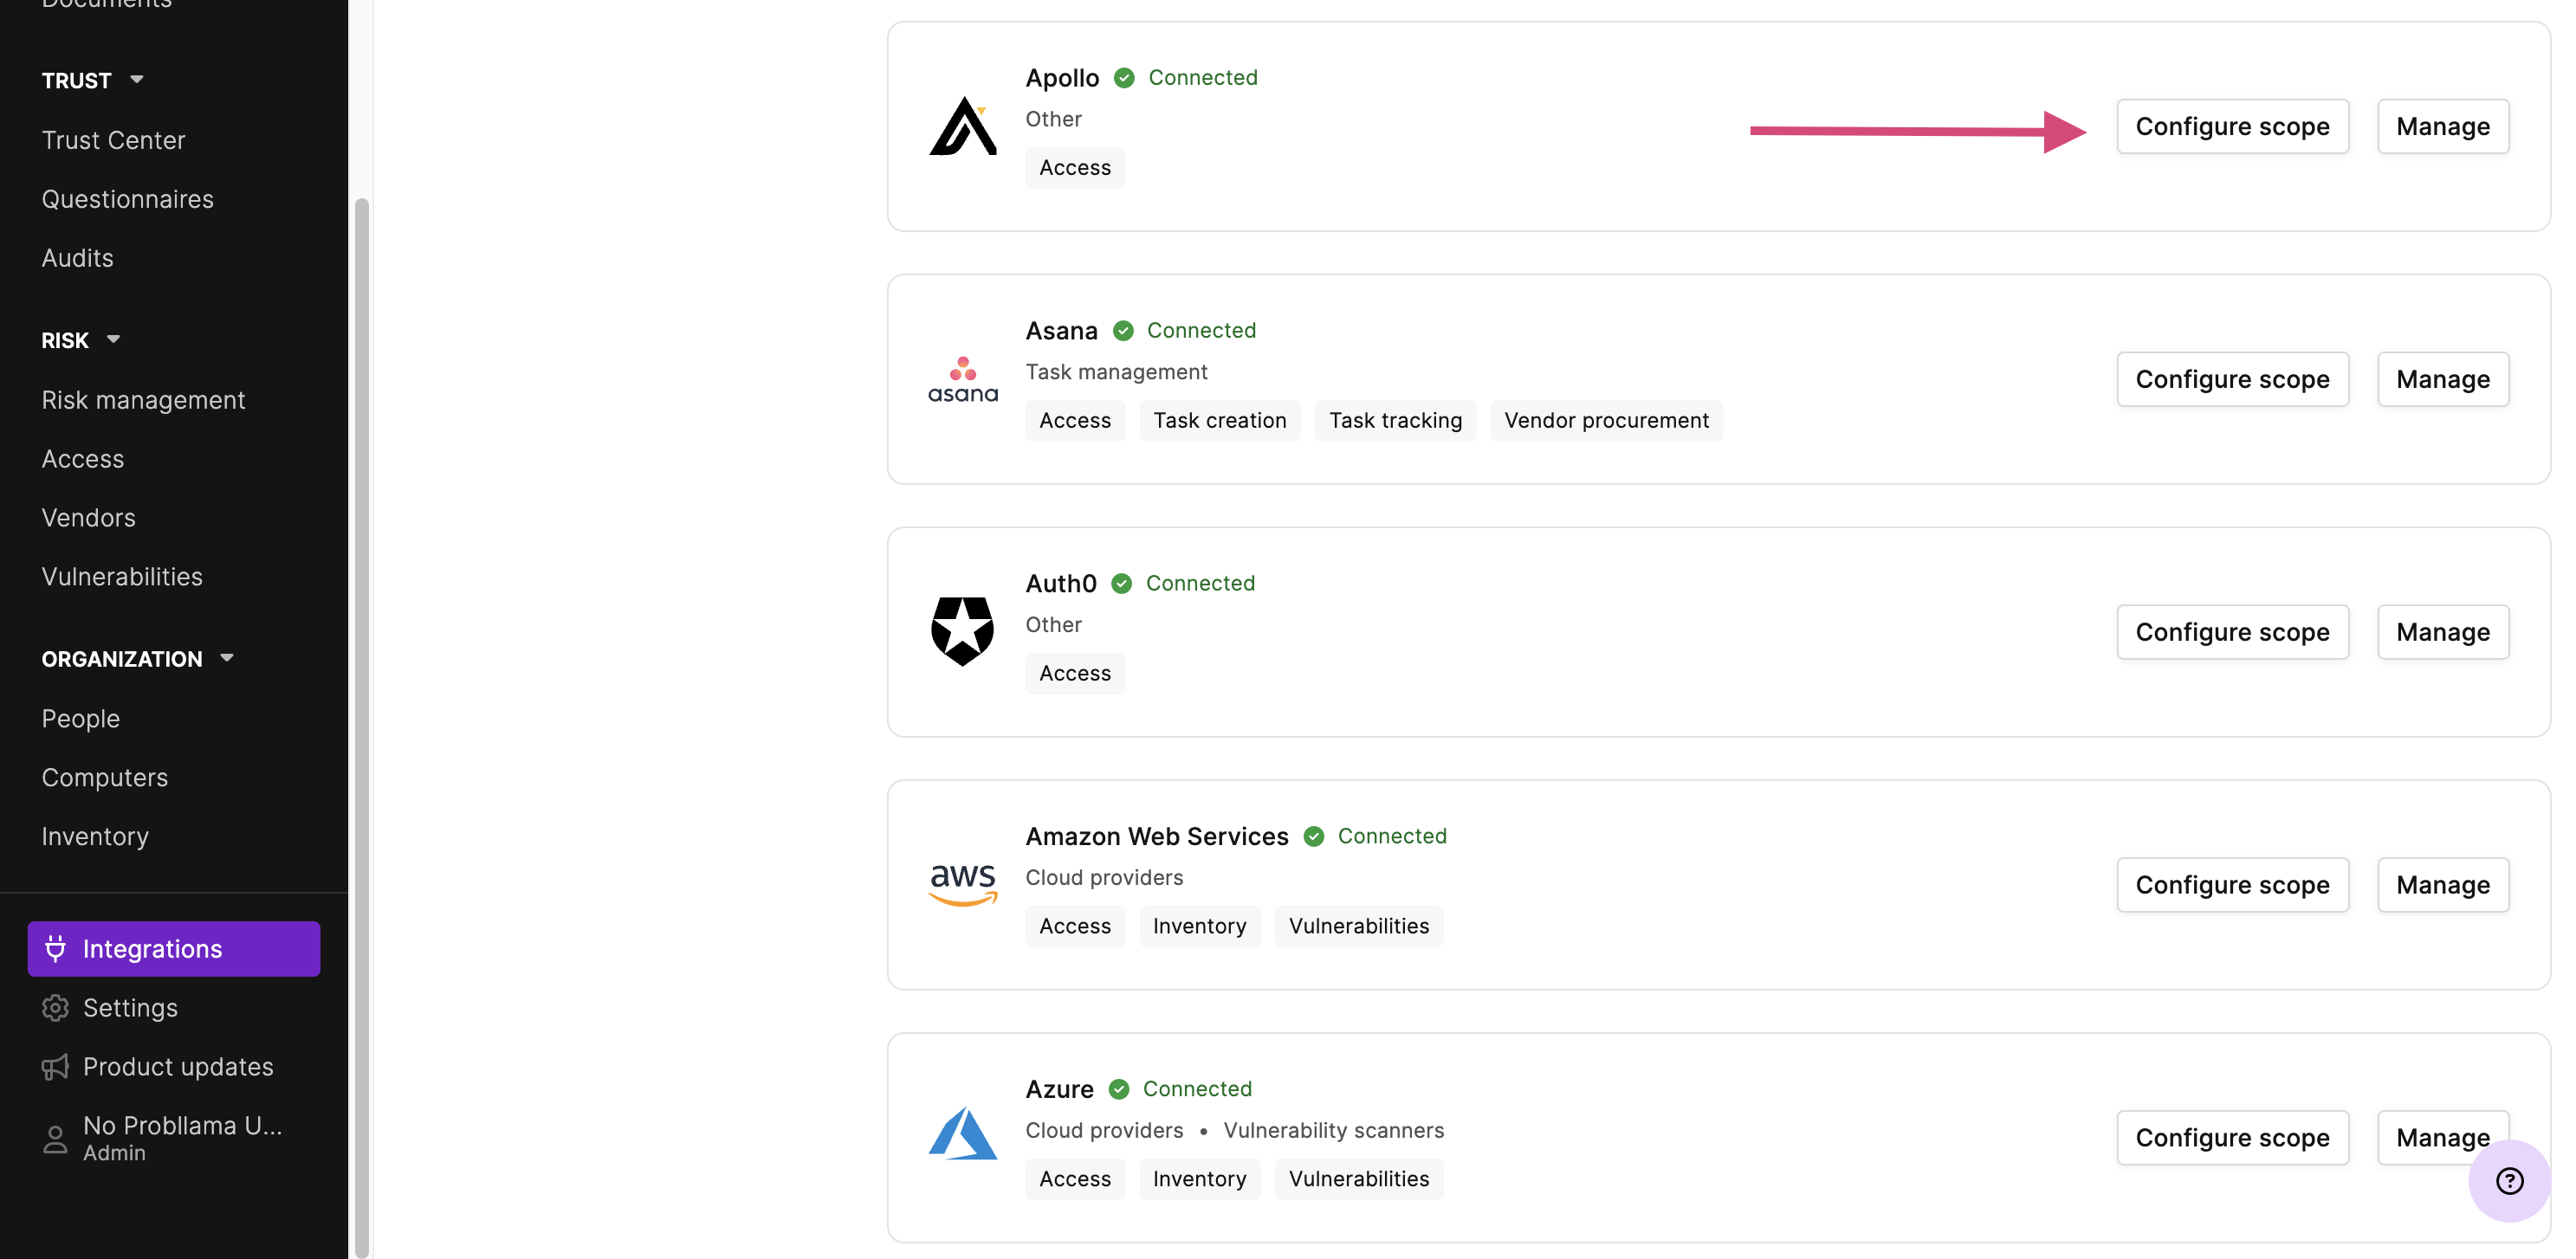 Documents
TRUST
Trust Center
Questionnaires
Audits
RISK
Risk management
Access
Vendors
Vulnerabilities
ORGANIZATION
People
Computers
Inventory
Integrations
Settings
Product updates
No Probllama U...
Admin
Apollo Connected
Other
Access
Configure scope Manage
asana
Asana Connected
Task management
Access Task creation Task tracking Vendor procurement
Configure scope Manage
Auth0 Connected
Other
Access
Configure scope Manage
aws
Amazon Web Services Connected
Cloud providers
Access Inventory Vulnerabilities
Configure scope Manage
Azure Connected
Cloud providers • Vulnerability scanners
Access Inventory Vulnerabilities
Configure scope Manage
?